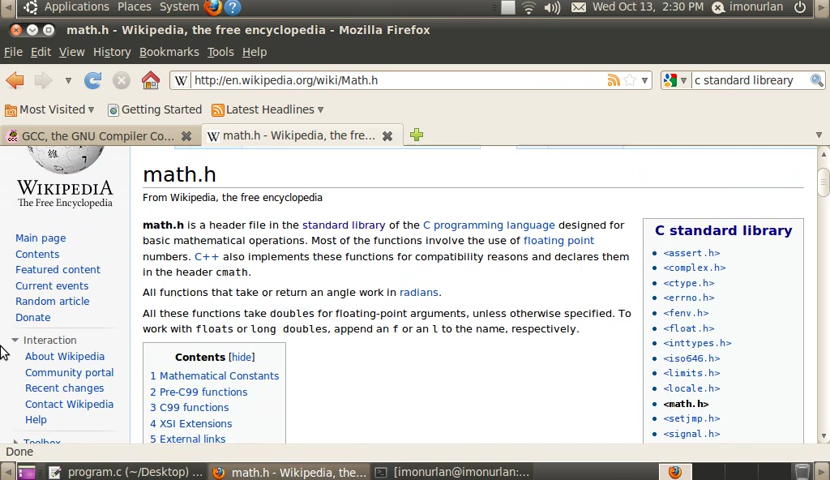 Applications Places System ? Wed Oct 13, 2:30 PM imonurlan
math.h - Wikipedia, the free encyclopedia - Mozilla Firefox
File Edit View History Bookmarks Tools Help
W http://en.wikipedia.org/wiki/Math.h c standard libreary
Most Visited Getting Started Latest Headlines
GCC, the GNU Compiler Co... W math.h - Wikipedia, the fre...
WIKIPEDIA
The Free Encyclopedia
Main page
Contents
Featured content
Current events
Random article
Donate
Interaction
About Wikipedia
Community portal
Recent changes
Contact Wikipedia
Help
Toolbox
math.h
From Wikipedia, the free encyclopedia
math.h is a header file in the standard library of the C programming language designed for
basic mathematical operations. Most of the functions involve the use of floating point
numbers. C++ also implements these functions for compatibility reasons and declares them
in the header cmath.
All functions that take or return an angle work in radians.
All these functions take doubles for floating-point arguments, unless otherwise specified. To
work with floats or long doubles, append an f or an l to the name, respectively.
Contents [hide]
1 Mathematical Constants
2 Pre-C99 functions
3 C99 functions
4 XSI Extensions
5 External links
C standard library
<assert.h>
<complex.h>
<ctype.h>
<errno.h>
<fenv.h>
<float.h>
<inttypes.h>
<iso646.h>
<limits.h>
<locale.h>
<math.h>
<setjmp.h>
<signal.h>
Done
program.c (~/Desktop) ... math.h - Wikipedia, the... [imonurlan@imonurlan:...